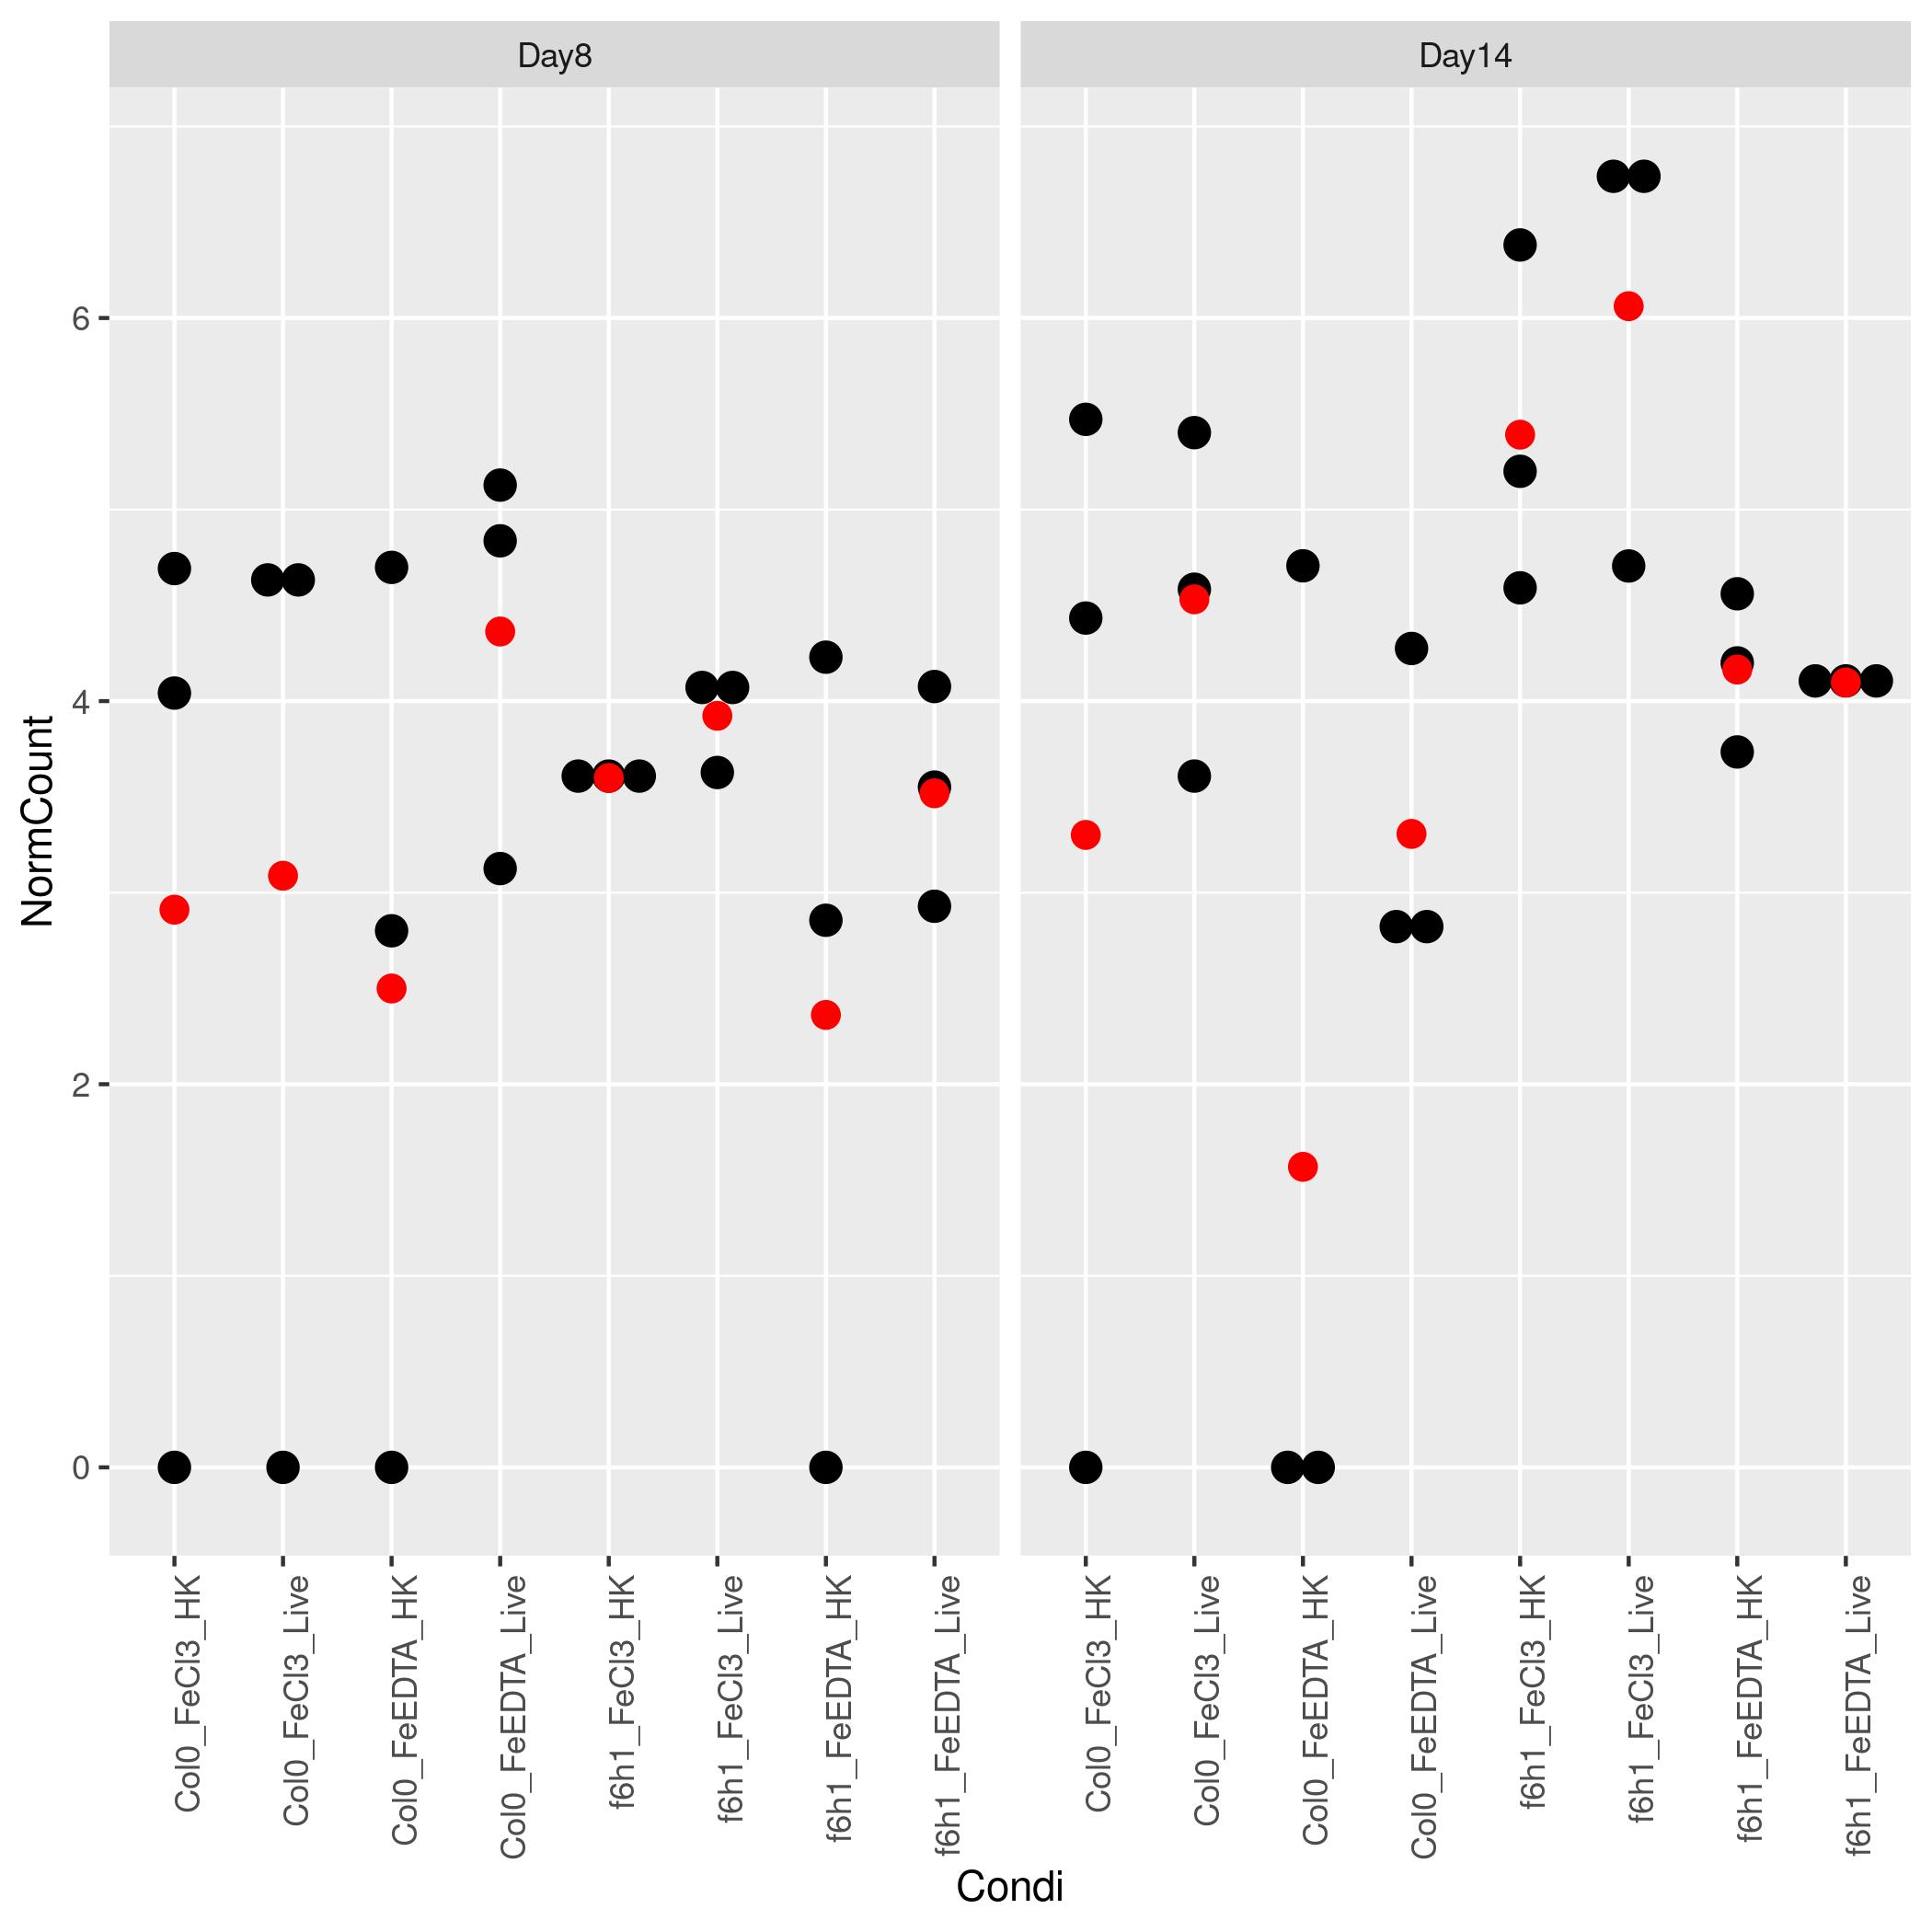 Day8
Day14
NormCount
6
4
2
0
Col0_FeCl3_HK
Col0_FeCl3_Live
Col0_FeEDTA_HK
Col0_FeEDTA_Live
f6h1_FeCl3_HK
f6h1_FeCl3_Live
f6h1_FeEDTA_HK
f6h1_FeEDTA_Live
Col0_FeCl3_HK
Col0_FeCl3_Live
Col0_FeEDTA_HK
Col0_FeEDTA_Live
f6h1_FeCl3_HK
f6h1_FeCl3_Live
f6h1_FeEDTA_HK
f6h1_FeEDTA_Live
Condi